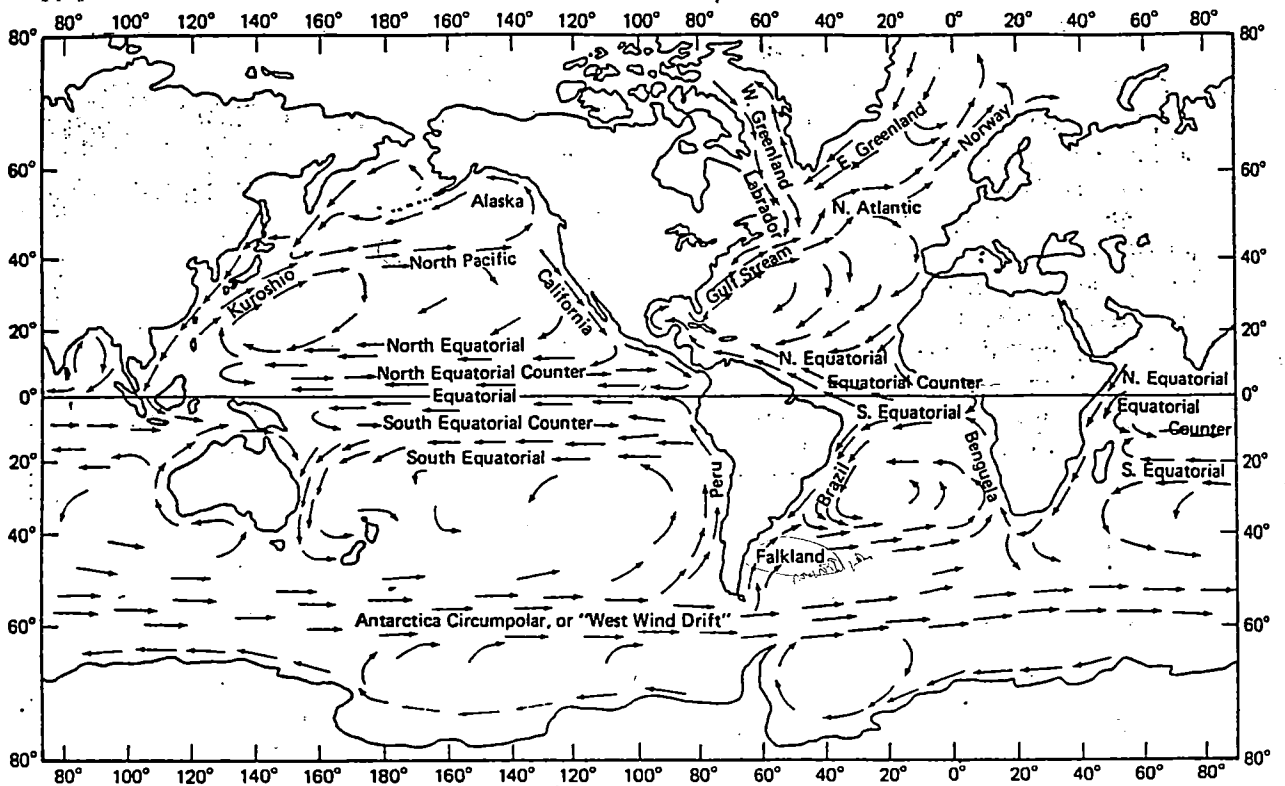 80° 100° 120° 140° 160° 180° 160° 140° 120° 100° 80° 60° 40° 20° 0° 20° 40° 60° 80°
80° 80°
W. Greenland
E. Greenland
Norway
60° 60°
Alaska
Labrador
N. Atlantic
40° 40°
Kuroshio
North Pacific
California
Gulf Stream
20° 20°
North Equatorial
N. Equatorial
North Equatorial Counter
Equatorial Counter
N. Equatorial
0° 0°
Equatorial
S. Equatorial
Equatorial
Counter
South Equatorial Counter
South Equatorial
S. Equatorial
20° 20°
Peru
Brazil
Benguela
40° 40°
Falkland
60° 60°
Antarctica Circumpolar, or "West Wind Drift"
80° 80°
80° 100° 120° 140° 160° 180° 160° 140° 120° 100° 80° 60° 40° 20° 0° 20° 40° 60° 80°